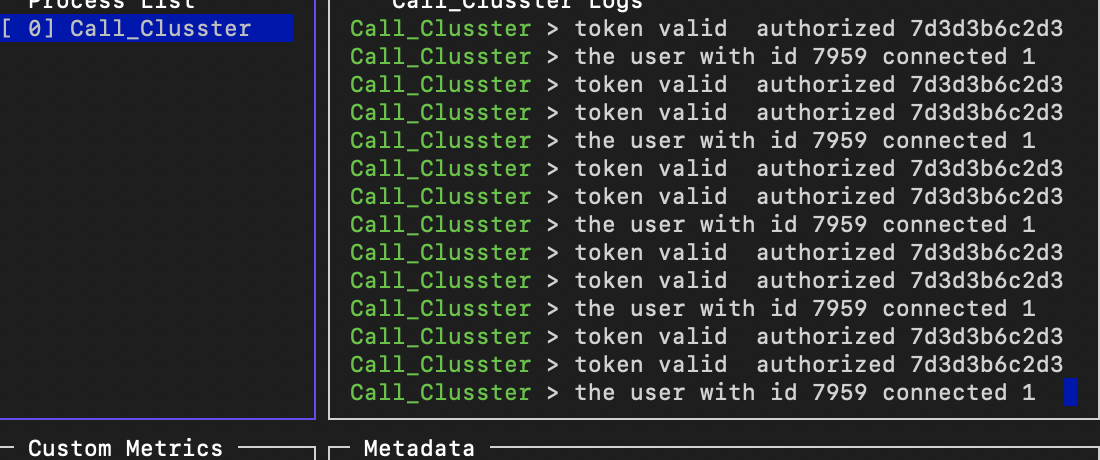 Process List
[ 0] Call_Clusster
Call_Clusster Logs
Call_Clusster > token valid  authorized 7d3d3b6c2d3
Call_Clusster > the user with id 7959 connected 1
Call_Clusster > token valid  authorized 7d3d3b6c2d3
Call_Clusster > token valid  authorized 7d3d3b6c2d3
Call_Clusster > the user with id 7959 connected 1
Call_Clusster > token valid  authorized 7d3d3b6c2d3
Call_Clusster > token valid  authorized 7d3d3b6c2d3
Call_Clusster > the user with id 7959 connected 1
Call_Clusster > token valid  authorized 7d3d3b6c2d3
Call_Clusster > token valid  authorized 7d3d3b6c2d3
Call_Clusster > the user with id 7959 connected 1
Call_Clusster > token valid  authorized 7d3d3b6c2d3
Call_Clusster > token valid  authorized 7d3d3b6c2d3
Call_Clusster > the user with id 7959 connected 1
Custom Metrics
Metadata